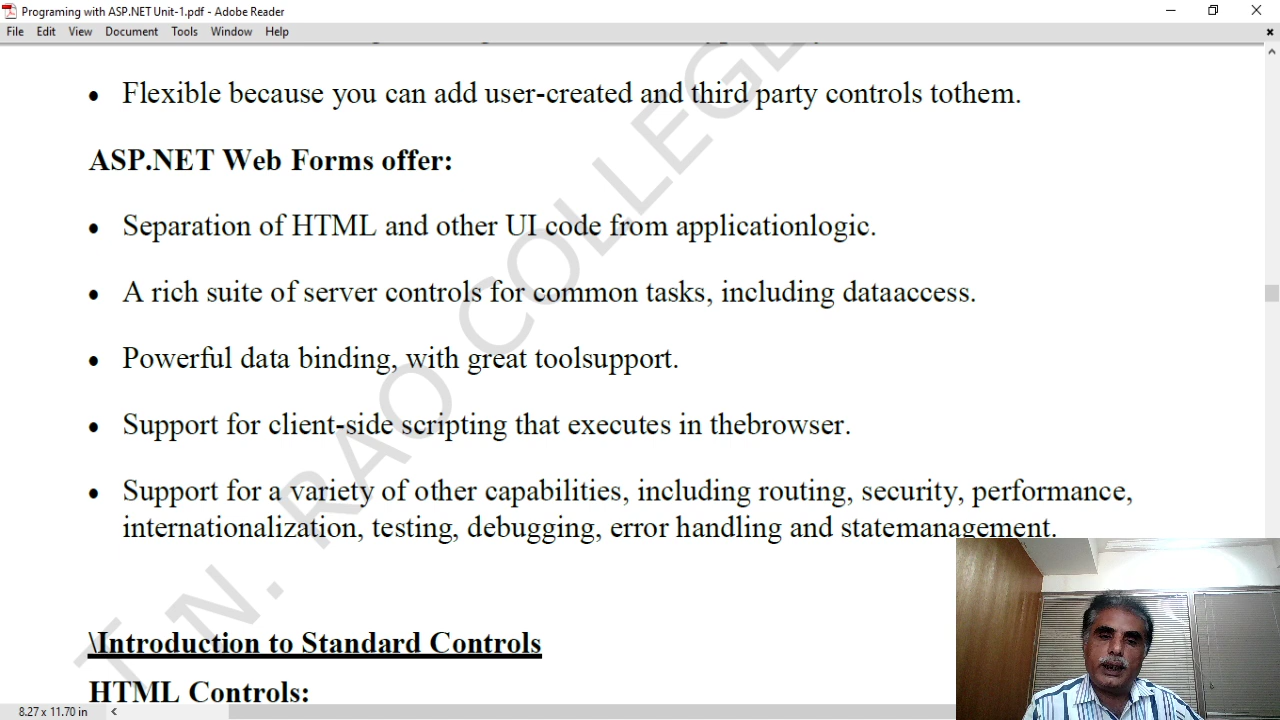 Programing with ASP.NET Unit-1.pdf - Adobe Reader
File Edit View Document Tools Window Help
• Flexible because you can add user-created and third party controls tothem.
ASP.NET Web Forms offer:
• Separation of HTML and other UI code from applicationlogic.
• A rich suite of server controls for common tasks, including dataaccess.
• Powerful data binding, with great toolsupport.
• Support for client-side scripting that executes in thebrowser.
• Support for a variety of other capabilities, including routing, security, performance,
internationalization, testing, debugging, error handling and statemanagement.
\Introduction to Standard Controls
HTML Controls:
8.27 x 11.70 in
T.N. RAO COLLEGE